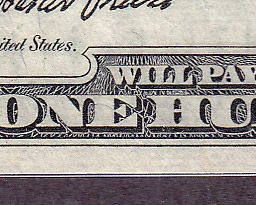 ited States.
WILL PAY
ONE HU